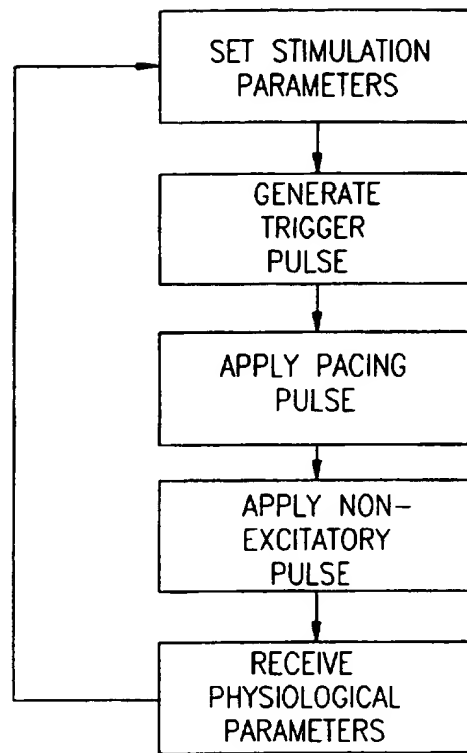 SET STIMULATION
PARAMETERS
GENERATE
TRIGGER
PULSE
APPLY PACING
PULSE
APPLY NON-
EXCITATORY
PULSE
RECEIVE
PHYSIOLOGICAL
PARAMETERS